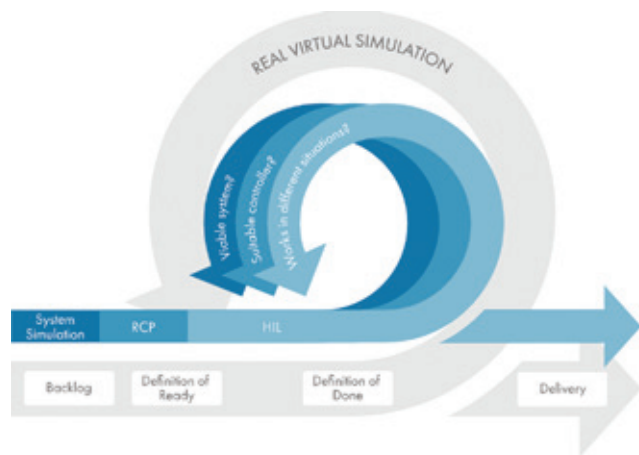 REAL VIRTUAL SIMULATION
Viable system?
Suitable controller?
Works in different situations?
System
Simulation
RCP
HIL
Backlog
Definition of
Ready
Definition of
Done
Delivery